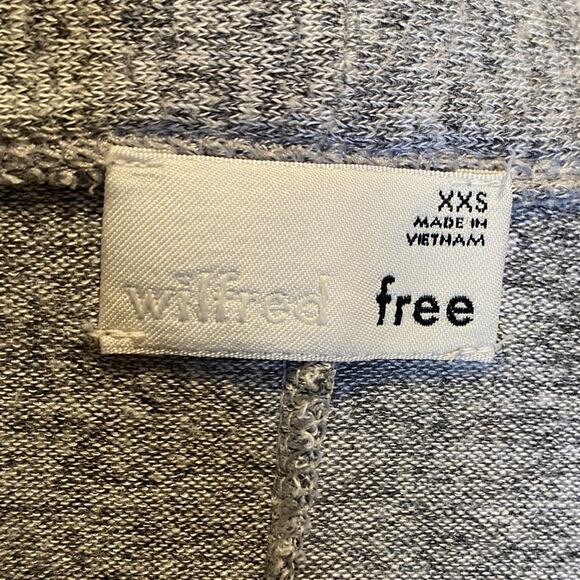 XXS
MADE IN
VIETNAM
wilfred free